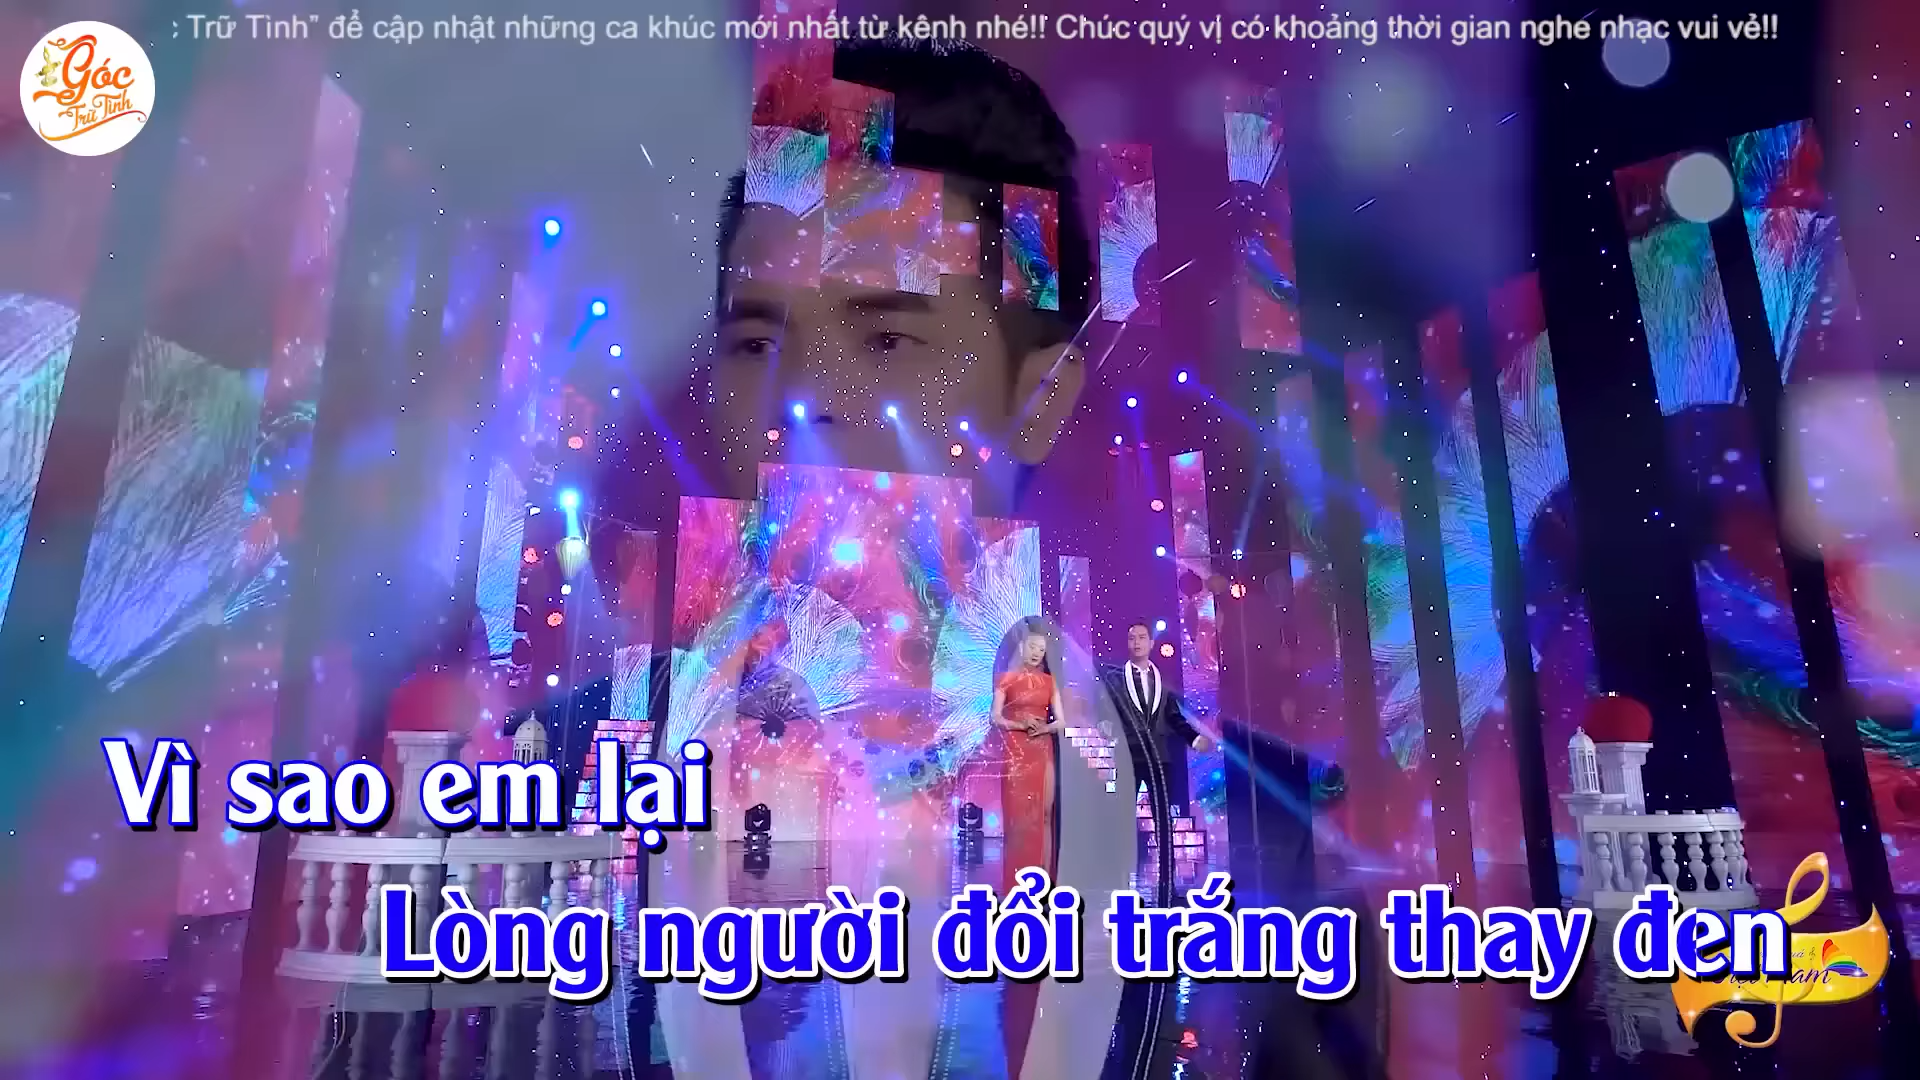 Trữ Tình” để cập nhật những ca khúc mới nhất từ kênh nhé!! Chúc quý vị có khoảng thời gian nghe nhạc vui vẻ!!
Góc
Trữ Tình
Vì sao em lại
Lòng người đổi trắng thay đen